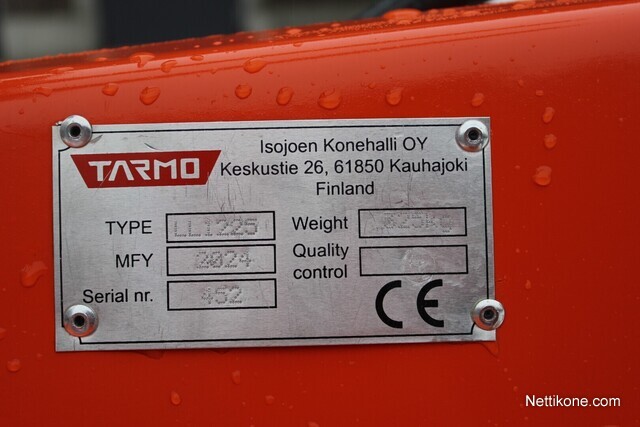 TARMO
Isojoen Konehalli OY
Keskustie 26, 61850 Kauhajoki
Finland
TYPE LL1225
MFY 2024
Serial nr. 452
Weight
Quality
control
CE
Nettikone.com